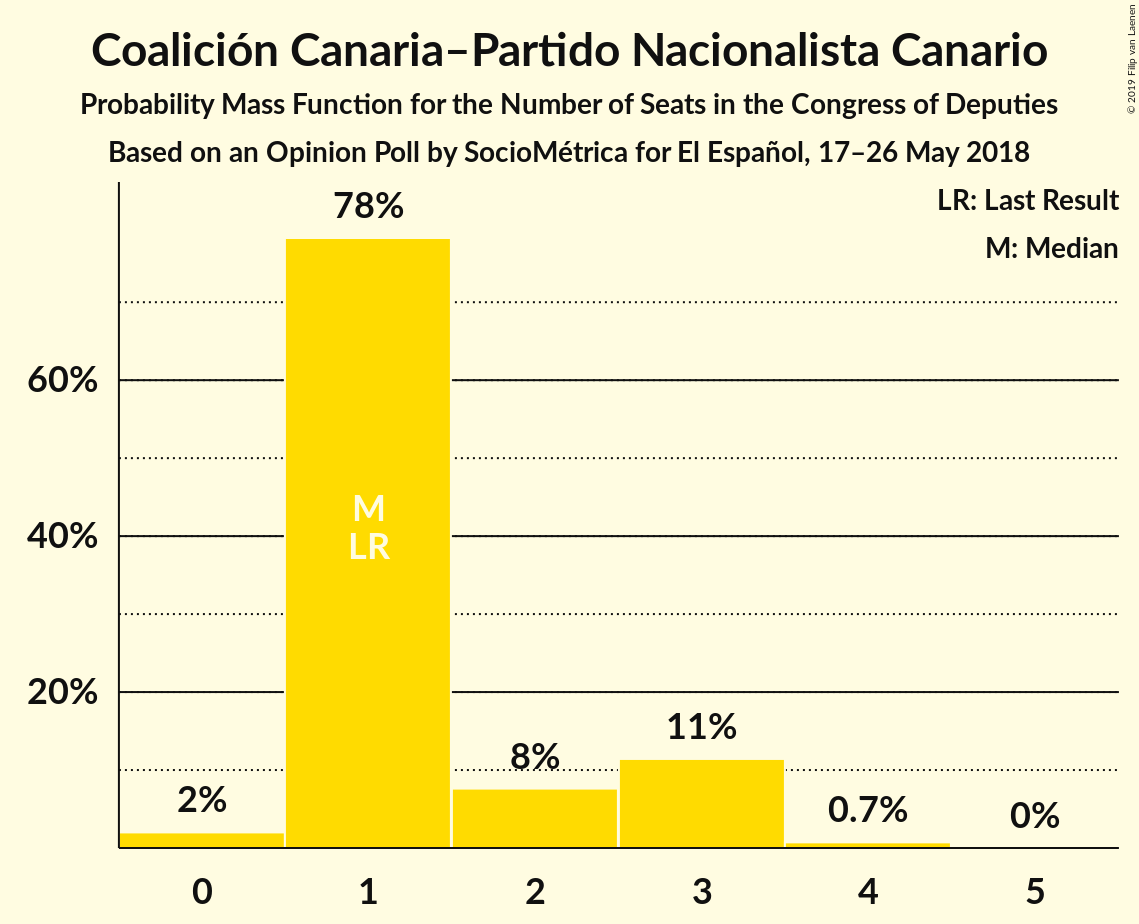 Coalición Canaria–Partido Nacionalista Canario
Probability Mass Function for the Number of Seats in the Congress of Deputies
Based on an Opinion Poll by SocioMétrica for El Español, 17–26 May 2018
© 2019 Filip van Laenen
LR: Last Result
M: Median
78%
60%
M
40%
LR
20%
11%
8%
2%
0.7%
0%
0 1 2 3 4 5